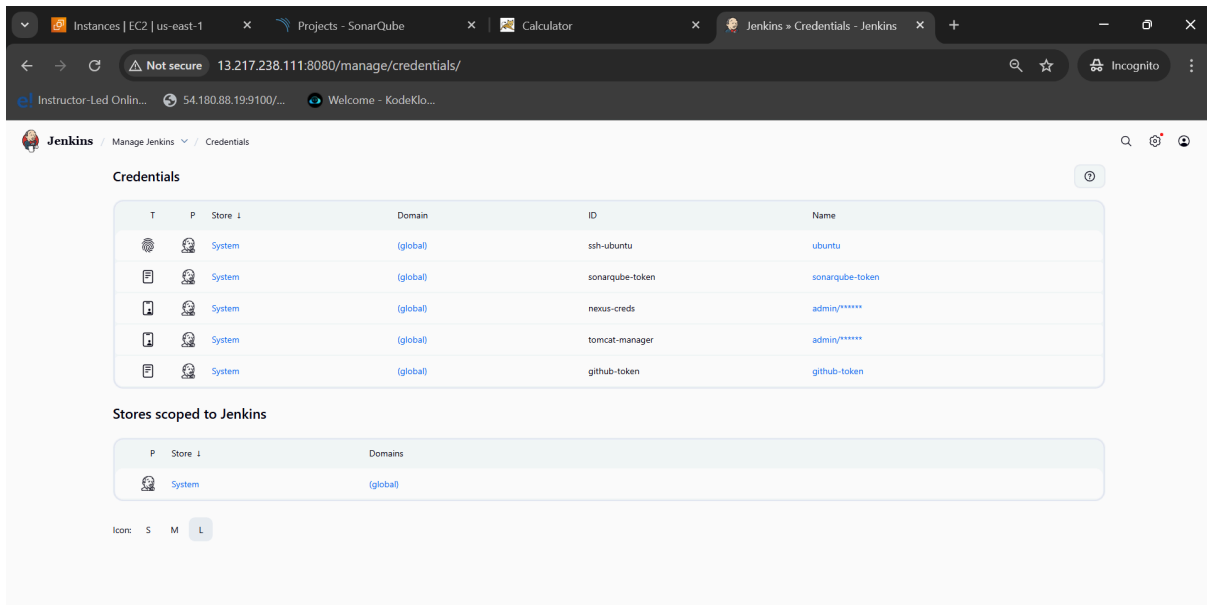 Instances | EC2 | us-east-1
Projects - SonarQube
Calculator
Jenkins » Credentials - Jenkins
Not secure 13.217.238.111:8080/manage/credentials/
Incognito
Instructor-Led Onlin... 54.180.88.19:9100/... Welcome - KodeKlo...
Jenkins / Manage Jenkins / Credentials
Credentials
T P Store ↓ Domain ID Name
System (global) ssh-ubuntu ubuntu
System (global) sonarqube-token sonarqube-token
System (global) nexus-creds admin/******
System (global) tomcat-manager admin/******
System (global) github-token github-token
Stores scoped to Jenkins
P Store ↓ Domains
System (global)
Icon: S M L